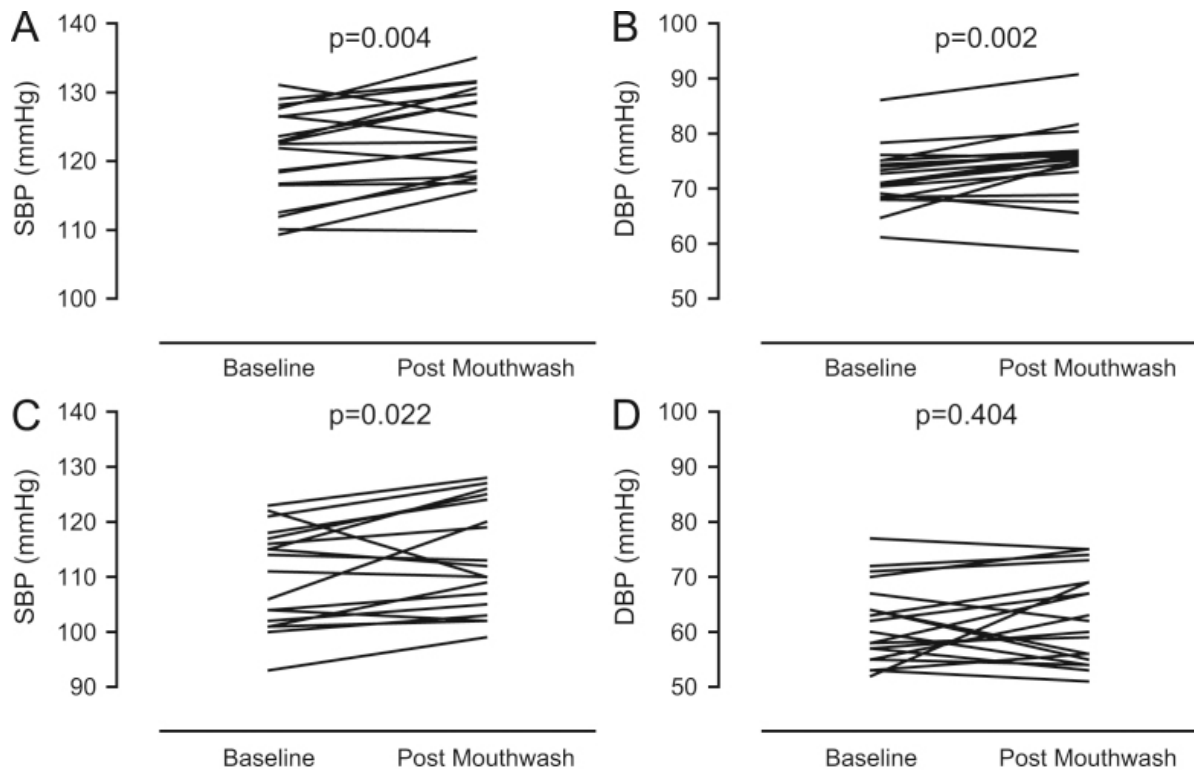 A
p=0.004
SBP (mmHg)
140
130
120
110
100
Baseline Post Mouthwash
B
p=0.002
DBP (mmHg)
100
90
80
70
60
50
Baseline Post Mouthwash
C
p=0.022
SBP (mmHg)
140
130
120
110
100
90
Baseline Post Mouthwash
D
p=0.404
DBP (mmHg)
100
90
80
70
60
50
Baseline Post Mouthwash